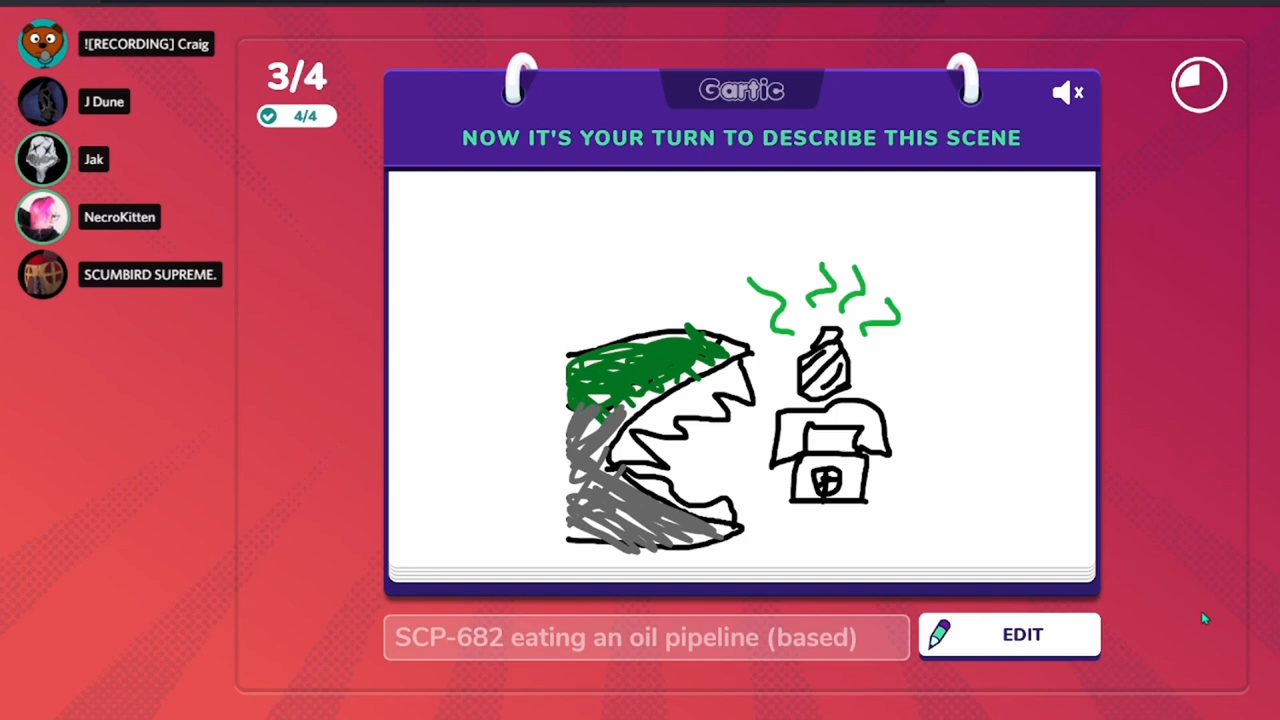 ![RECORDING] Craig
J Dune
Jak
NecroKitten
SCUMBIRD SUPREME.
3/4
4/4
Gartic
NOW IT'S YOUR TURN TO DESCRIBE THIS SCENE
SCP-682 eating an oil pipeline (based)
EDIT